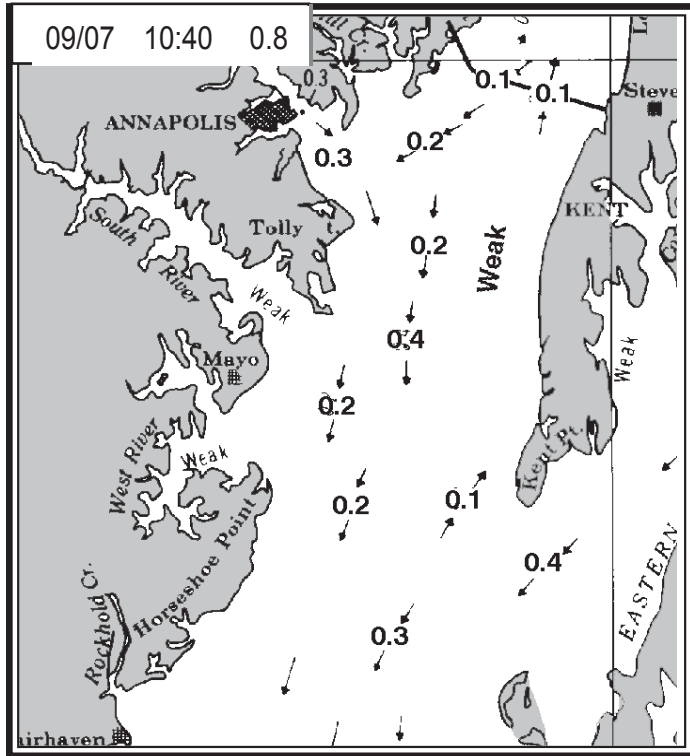 09/07 10:40 0.8
0.3
0.1
0.1
Steve
ANNAPOLIS
0.3
0.2
KENT
South
River
Tolly
t.
0.2
Weak
Weak
0.4
Weak
Mayo
0.2
West River
Weak
Kent Pt.
0.2
0.1
Horseshoe Point
0.4
EASTERN
Rockhold Cr.
0.3
airhaven